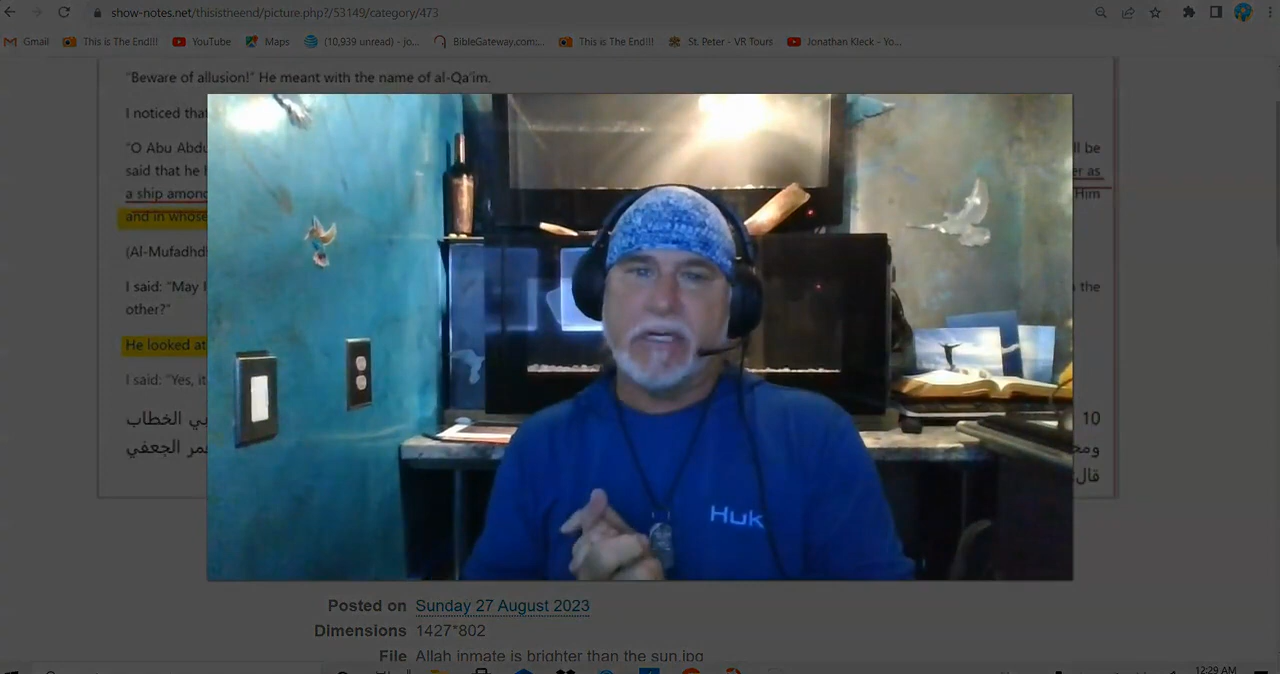 show-notes.net/thisistheend/picture.php?/53149/category/473
Gmail
This is The End!!!
YouTube
Maps
(10,939 unread) - jo...
BibleGateway.com:...
This is The End!!!
St. Peter - VR Tours
Jonathan Kleck - Yo...
"Beware of allusion!" He meant with the name of al-Qa'im.
I noticed that
"O Abu Abdu ll be
said that he er as
a ship among Him
and in whose
(Al-Mufadhd
I said: "May I the
other?"
He looked at
I said: "Yes, it
10 بي الخطاب
عمر الجعفي
قال
Huk
Posted on Sunday 27 August 2023
Dimensions 1427*802
File Allah inmate is brighter than the sun.jpg
12:29 AM